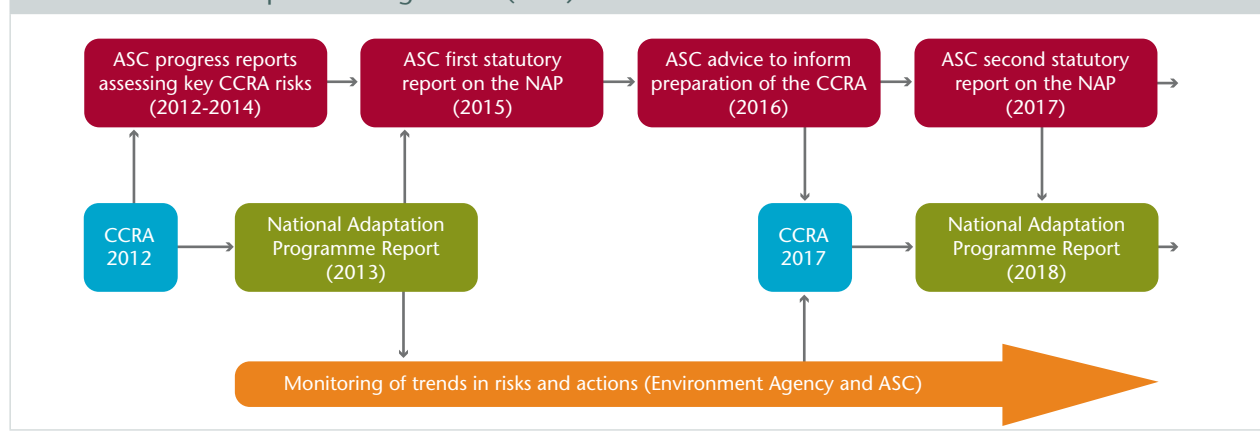 ASC progress reports
assessing key CCRA risks
(2012-2014)
ASC first statutory
report on the NAP
(2015)
ASC advice to inform
preparation of the CCRA
(2016)
ASC second statutory
report on the NAP
(2017)
CCRA
2012
National Adaptation
Programme Report
(2013)
CCRA
2017
National Adaptation
Programme Report
(2018)
Monitoring of trends in risks and actions (Environment Agency and ASC)